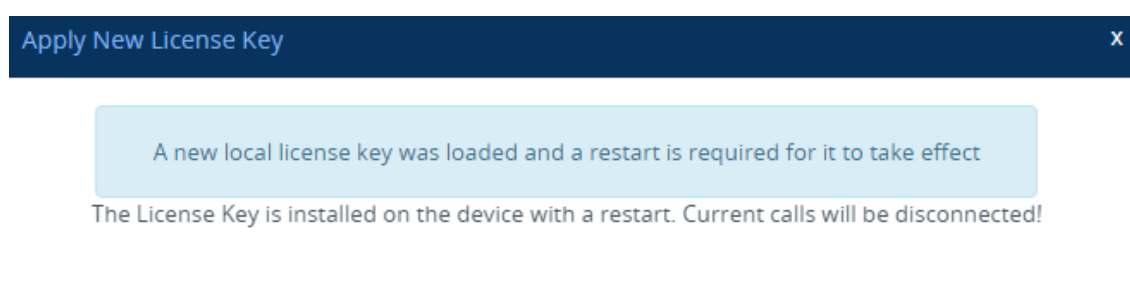 Apply New License Key X
A new local license key was loaded and a restart is required for it to take effect
The License Key is installed on the device with a restart. Current calls will be disconnected!